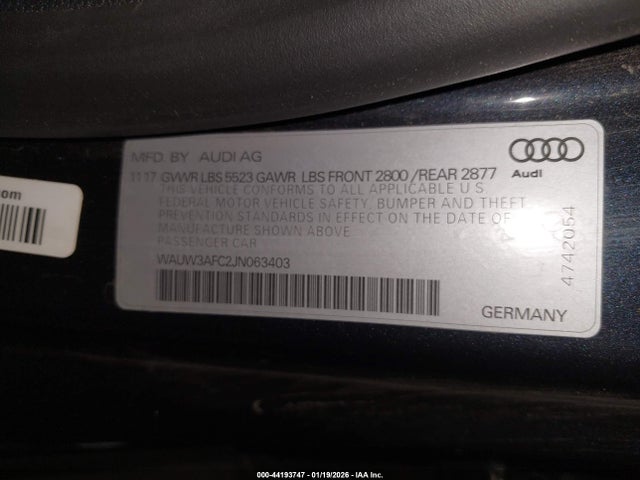 MFD. BY AUDI AG
11.17 GVWR LBS 5523 GAWR LBS FRONT 2800 / REAR 2877
THIS VEHICLE CONFORMS TO ALL APPLICABLE U S
FEDERAL MOTOR VEHICLE SAFETY, BUMPER AND THEFT
PREVENTION STANDARDS IN EFFECT ON THE DATE OF
MANUFACTURE SHOWN ABOVE
PASSENGER CAR
WAUW3AFC2JN063403
GERMANY
Audi
4742054
.com
000-44193747 - 01/19/2026 - IAA Inc.